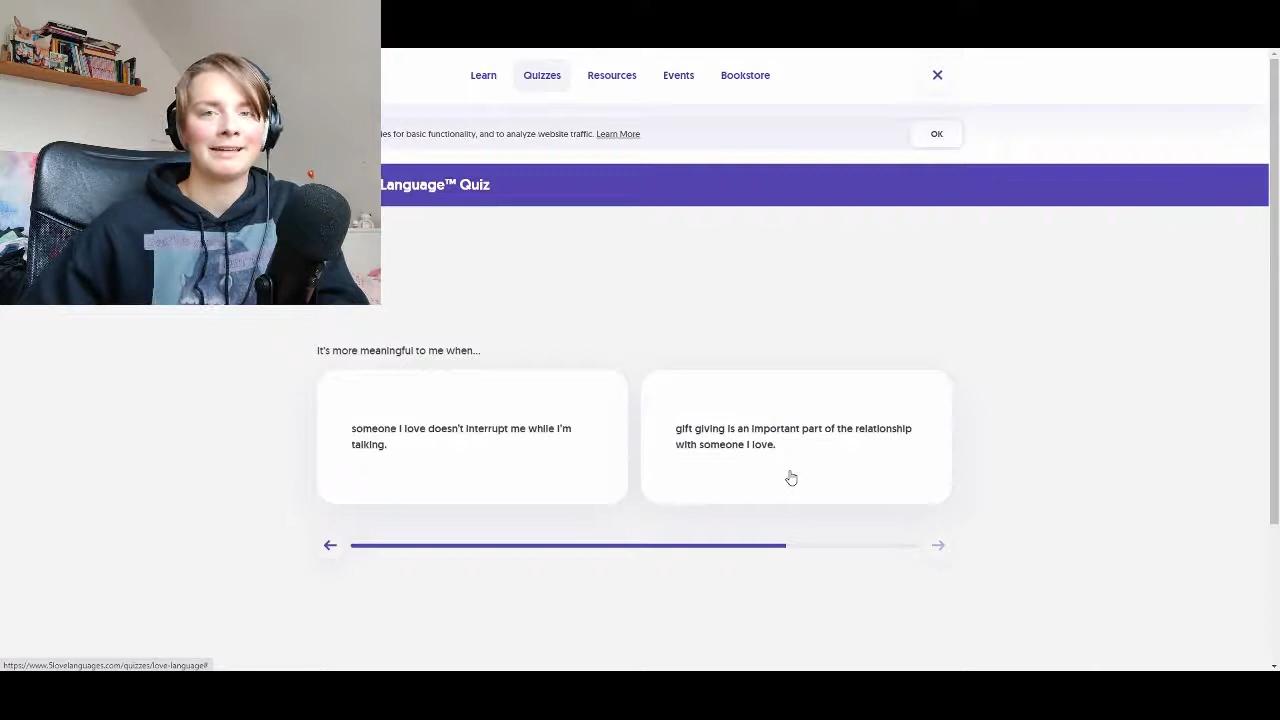 Learn Quizzes Resources Events Bookstore
ies for basic functionality, and to analyze website traffic. Learn More OK
Language™ Quiz
It's more meaningful to me when...
someone I love doesn't interrupt me while I'm
talking.
gift giving is an important part of the relationship
with someone I love.
https://www.5lovelanguages.com/quizzes/love-language#